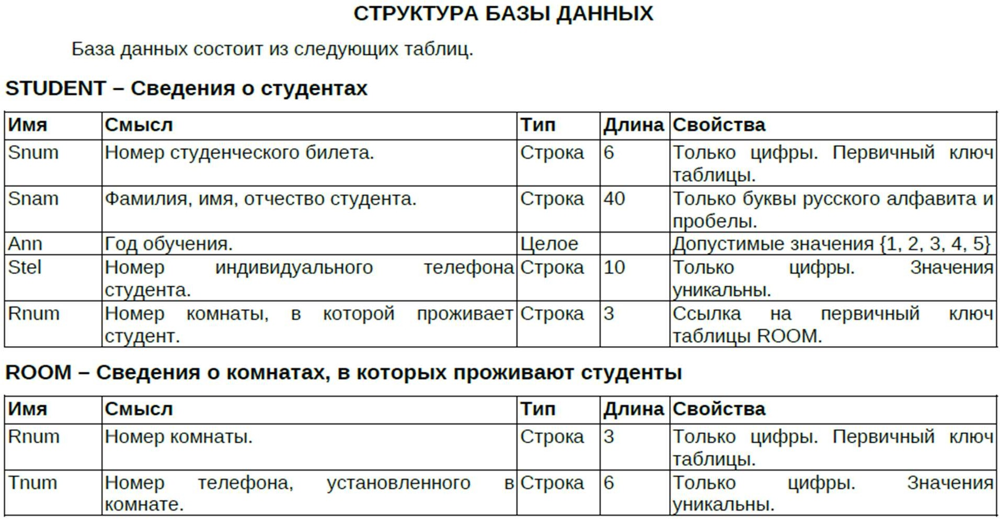 СТРУКТУРА БАЗЫ ДАННЫХ
База данных состоит из следующих таблиц.
STUDENT – Сведения о студентах
Имя Смысл Тип Длина Свойства
Snum Номер студенческого билета. Строка 6 Только цифры. Первичный ключ
таблицы.
Snam Фамилия, имя, отчество студента. Строка 40 Только буквы русского алфавита и
пробелы.
Ann Год обучения. Целое Допустимые значения {1, 2, 3, 4, 5}
Stel Номер индивидуального телефона Строка 10 Только цифры. Значения
студента. уникальны.
Rnum Номер комнаты, в которой проживает Строка 3 Ссылка на первичный ключ
студент. таблицы ROOM.
ROOM – Сведения о комнатах, в которых проживают студенты
Имя Смысл Тип Длина Свойства
Rnum Номер комнаты. Строка 3 Только цифры. Первичный ключ
таблицы.
Tnum Номер телефона, установленного в Строка 6 Только цифры. Значения
комнате. уникальны.